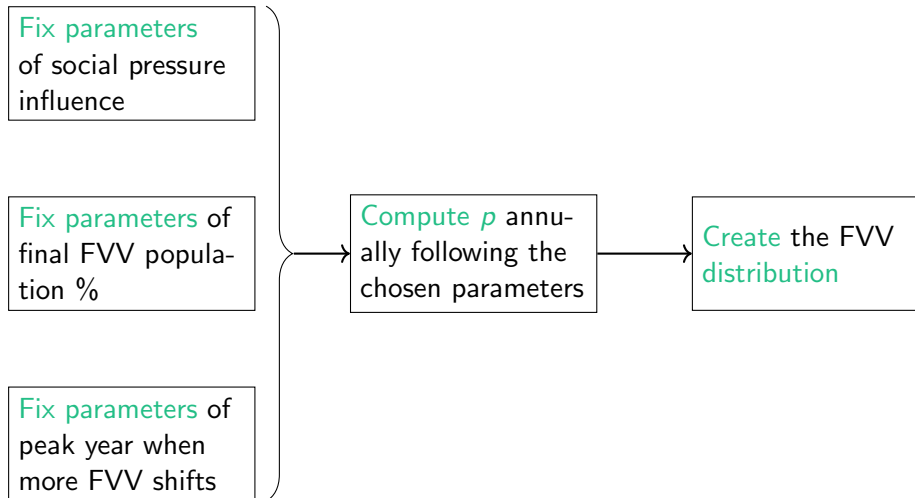 Fix parameters
of social pressure
influence
Fix parameters of
final FVV popula-
tion %
Fix parameters of
peak year when
more FVV shifts
Compute p annu-
ally following the
chosen parameters
Create the FVV
distribution